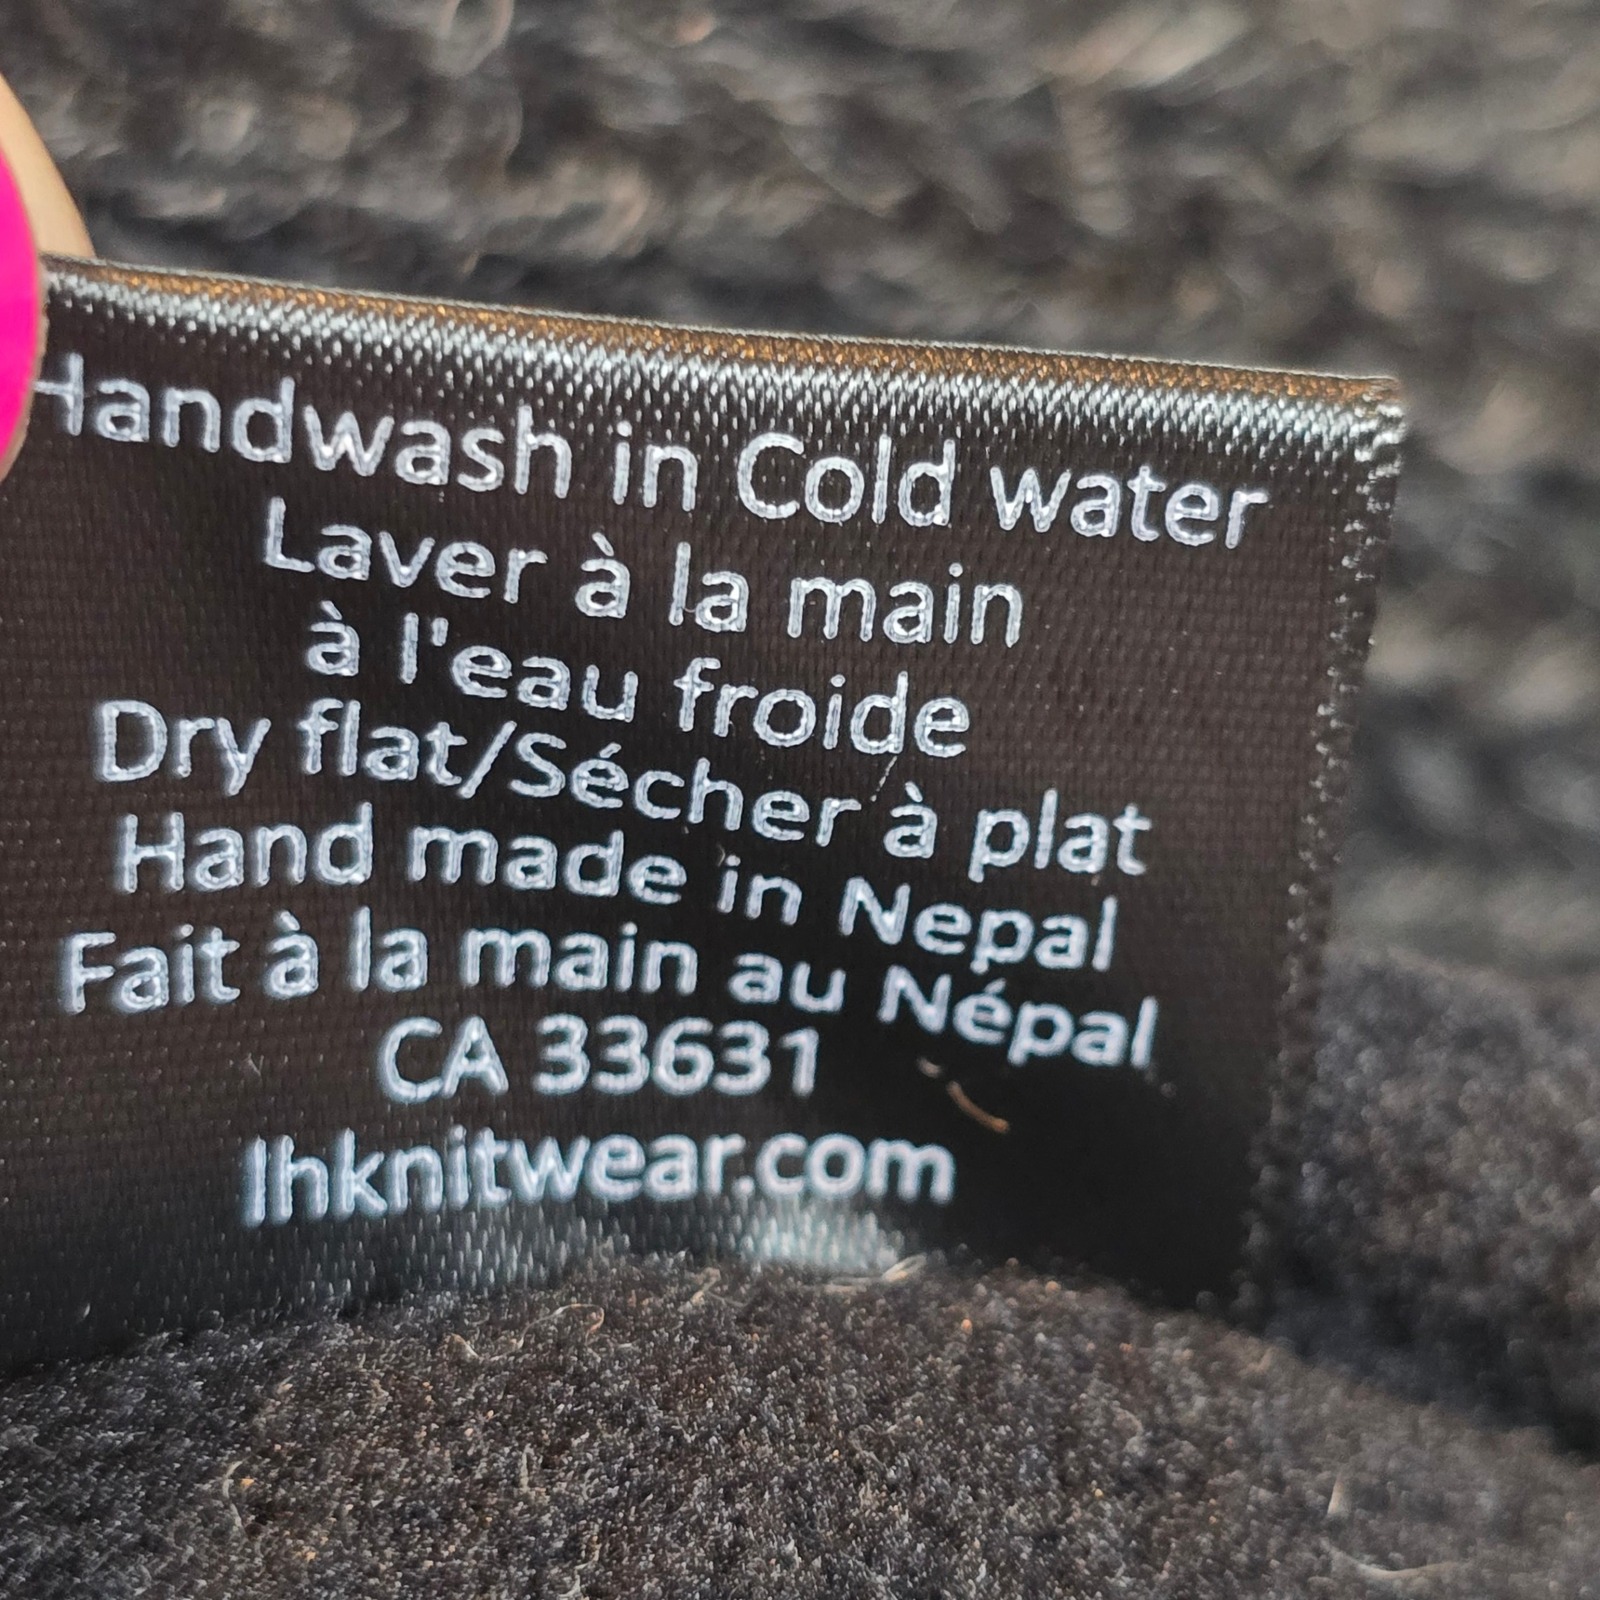 Handwash in Cold water
Laver à la main
à l'eau froide
Dry flat/Sécher à plat
Hand made in Nepal
Fait à la main au Népal
CA 33631
lhknitwear.com